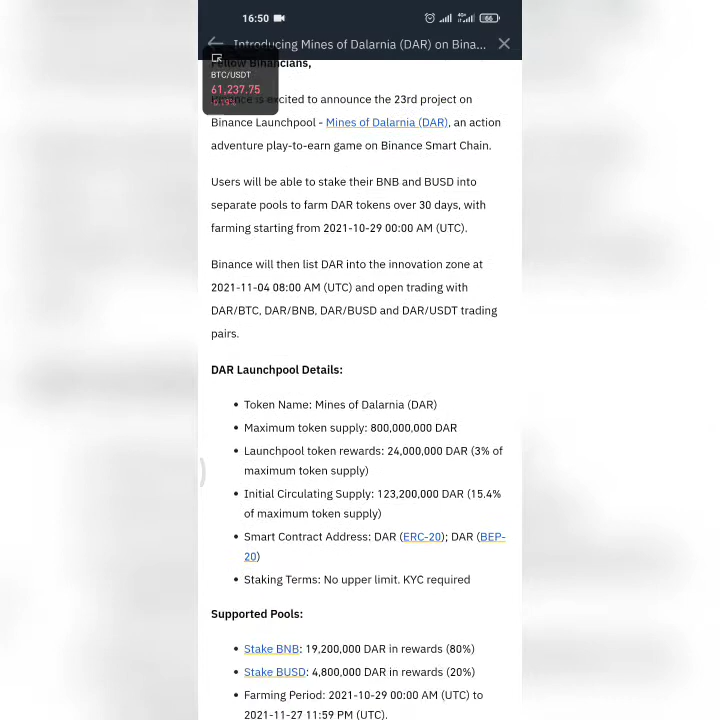 16:50
66
Introducing Mines of Dalarnia (DAR) on Bina...
Fellow Binancians,
BTC/USDT
61,237.75
-0.19%
Binance is excited to announce the 23rd project on
Binance Launchpool - Mines of Dalarnia (DAR), an action
adventure play-to-earn game on Binance Smart Chain.
Users will be able to stake their BNB and BUSD into
separate pools to farm DAR tokens over 30 days, with
farming starting from 2021-10-29 00:00 AM (UTC).
Binance will then list DAR into the innovation zone at
2021-11-04 08:00 AM (UTC) and open trading with
DAR/BTC, DAR/BNB, DAR/BUSD and DAR/USDT trading
pairs.
DAR Launchpool Details:
• Token Name: Mines of Dalarnia (DAR)
• Maximum token supply: 800,000,000 DAR
• Launchpool token rewards: 24,000,000 DAR (3% of
maximum token supply)
• Initial Circulating Supply: 123,200,000 DAR (15.4%
of maximum token supply)
• Smart Contract Address: DAR (ERC-20); DAR (BEP-
20)
• Staking Terms: No upper limit. KYC required
Supported Pools:
• Stake BNB: 19,200,000 DAR in rewards (80%)
• Stake BUSD: 4,800,000 DAR in rewards (20%)
• Farming Period: 2021-10-29 00:00 AM (UTC) to
2021-11-27 11:59 PM (UTC).